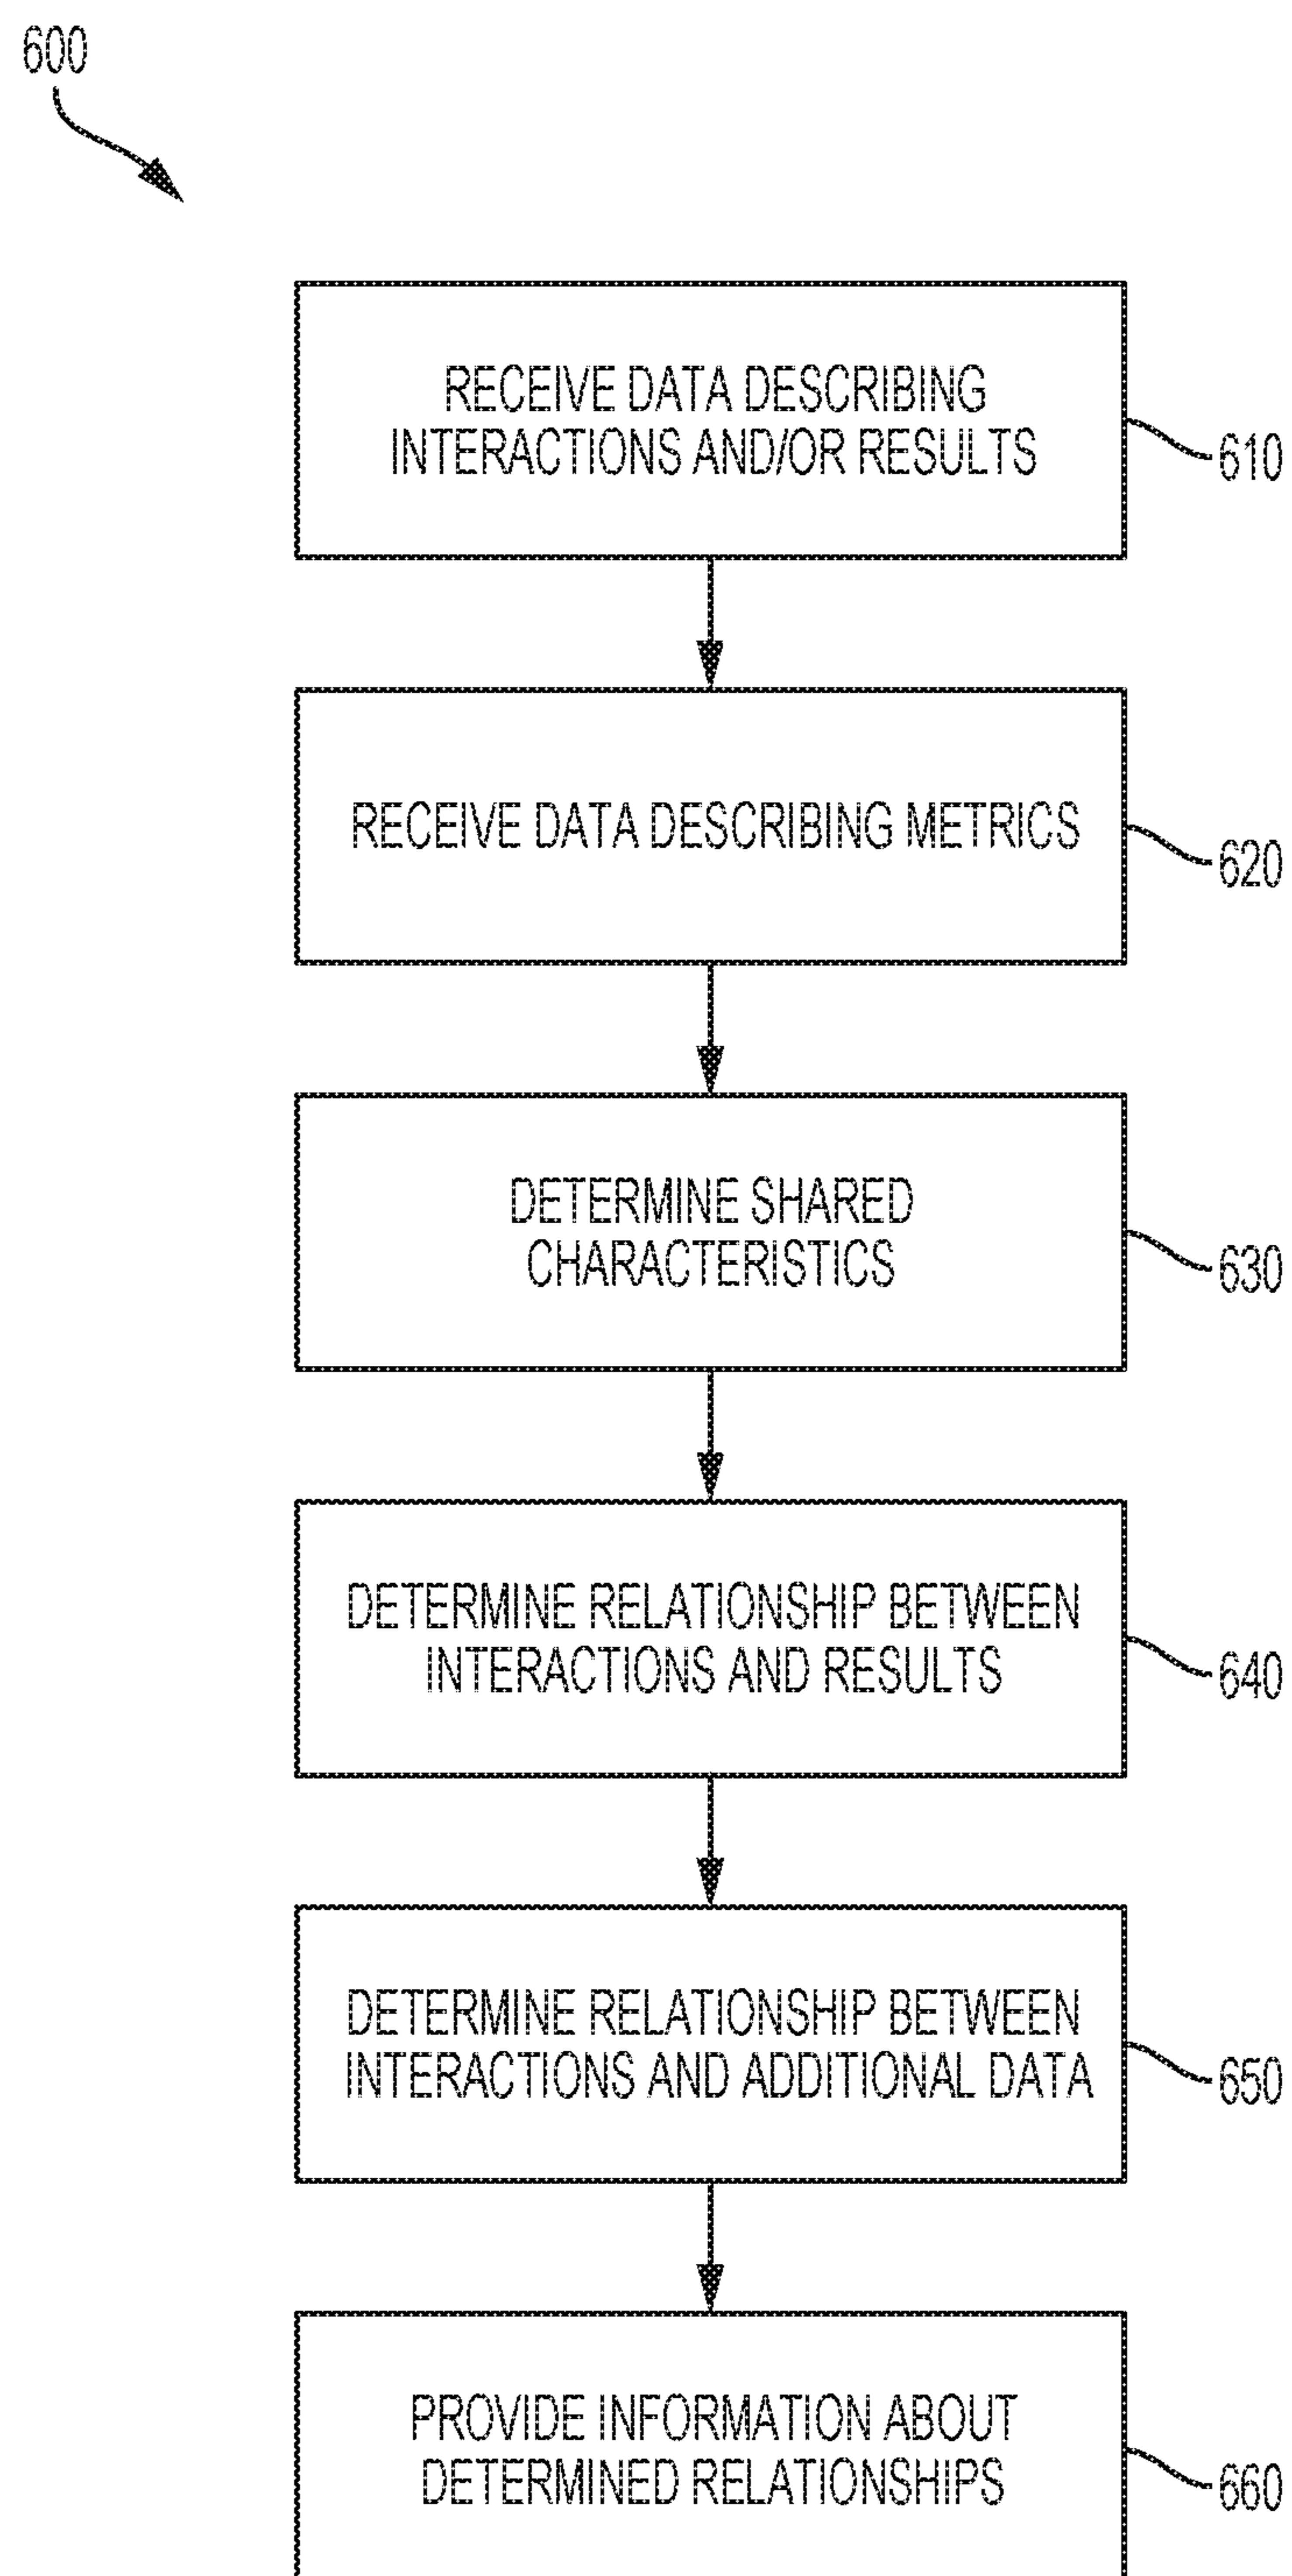 600
RECEIVE DATA DESCRIBING
INTERACTIONS AND/OR RESULTS
610
RECEIVE DATA DESCRIBING METRICS
620
DETERMINE SHARED
CHARACTERISTICS
630
DETERMINE RELATIONSHIP BETWEEN
INTERACTIONS AND RESULTS
640
DETERMINE RELATIONSHIP BETWEEN
INTERACTIONS AND ADDITIONAL DATA
650
PROVIDE INFORMATION ABOUT
DETERMINED RELATIONSHIPS
660